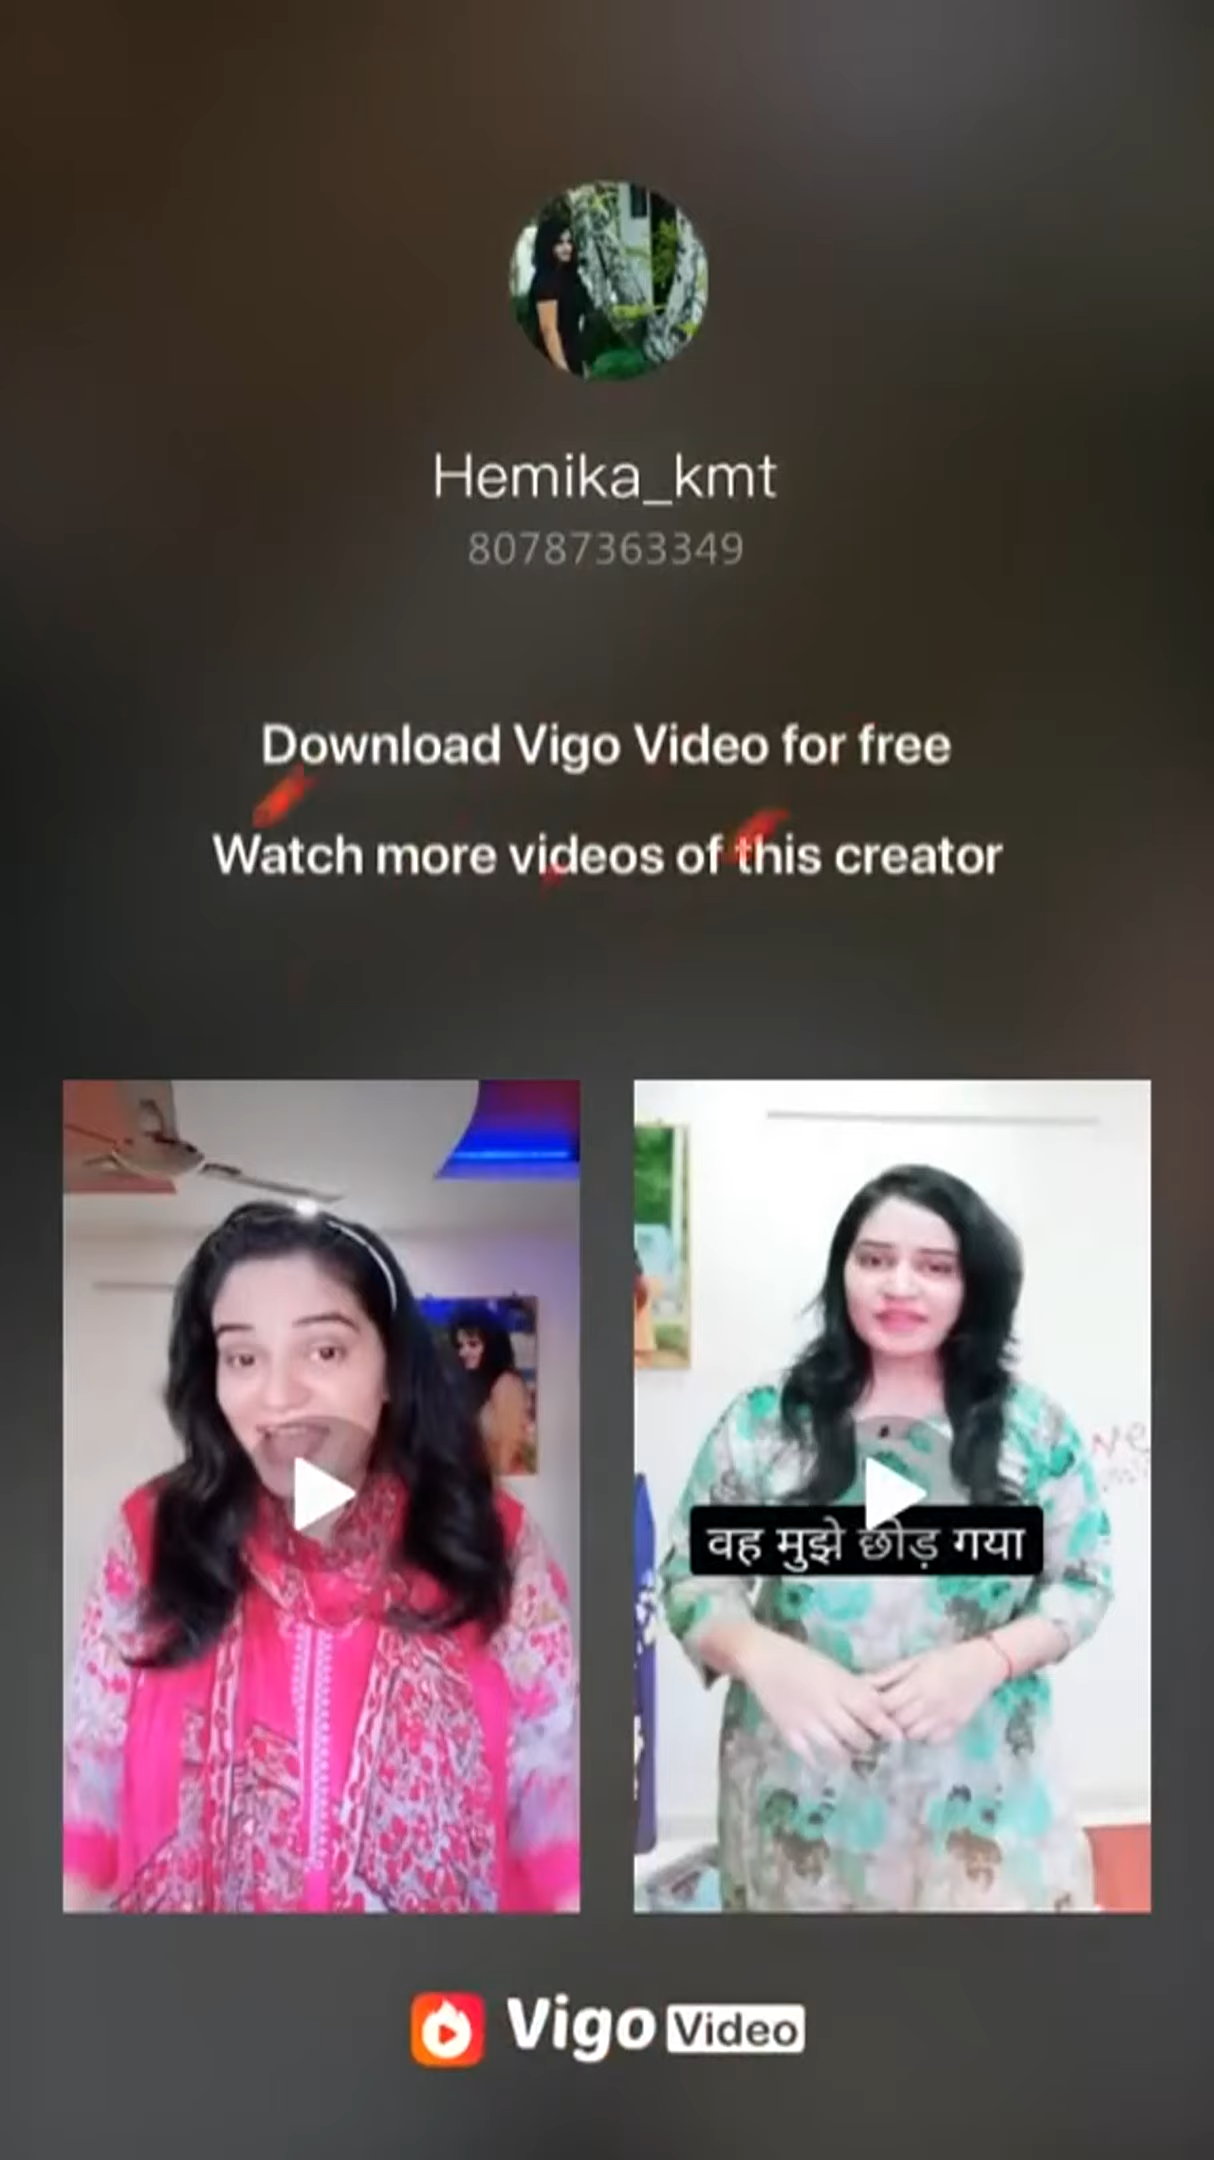 Hemika_kmt
80787363349
Download Vigo Video for free
Watch more videos of this creator
वह मुझे छोड़ गया
Vigo Video